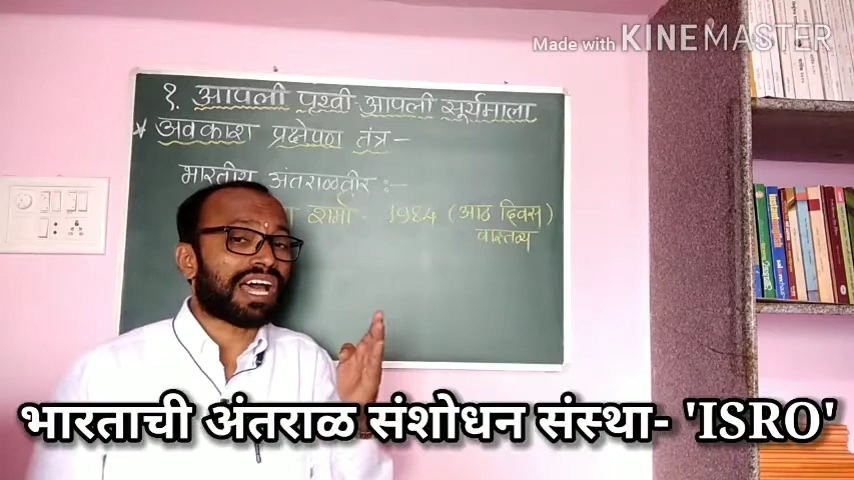 Made with KINEMASTER
१. आपली पृथ्वी-आपली सूर्यमाला
* अवकाश प्रक्षेपण तंत्र -
भारतीय अंतराळवीर :-
शर्मा - 1984 (आठ दिवस)
वास्तव्य
भारताची अंतराळ संशोधन संस्था- 'ISRO'